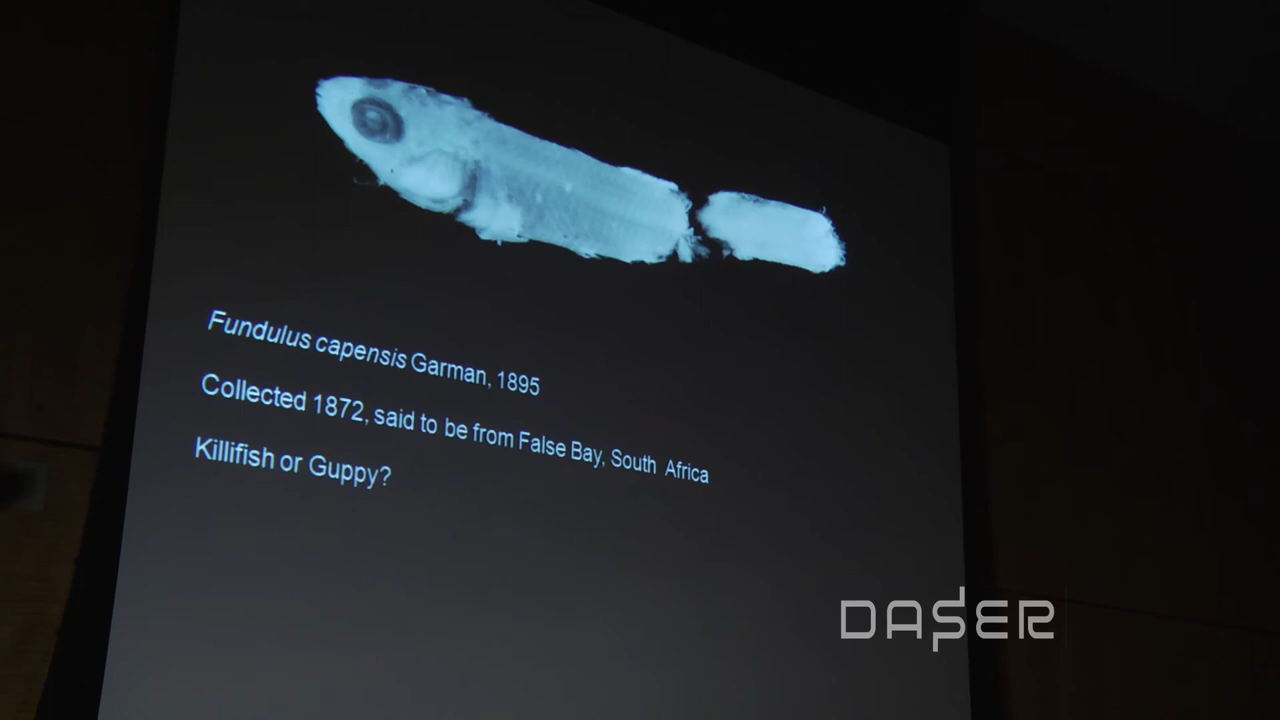 Fundulus capensis Garman, 1895
Collected 1872, said to be from False Bay, South Africa
Killifish or Guppy?
DASER